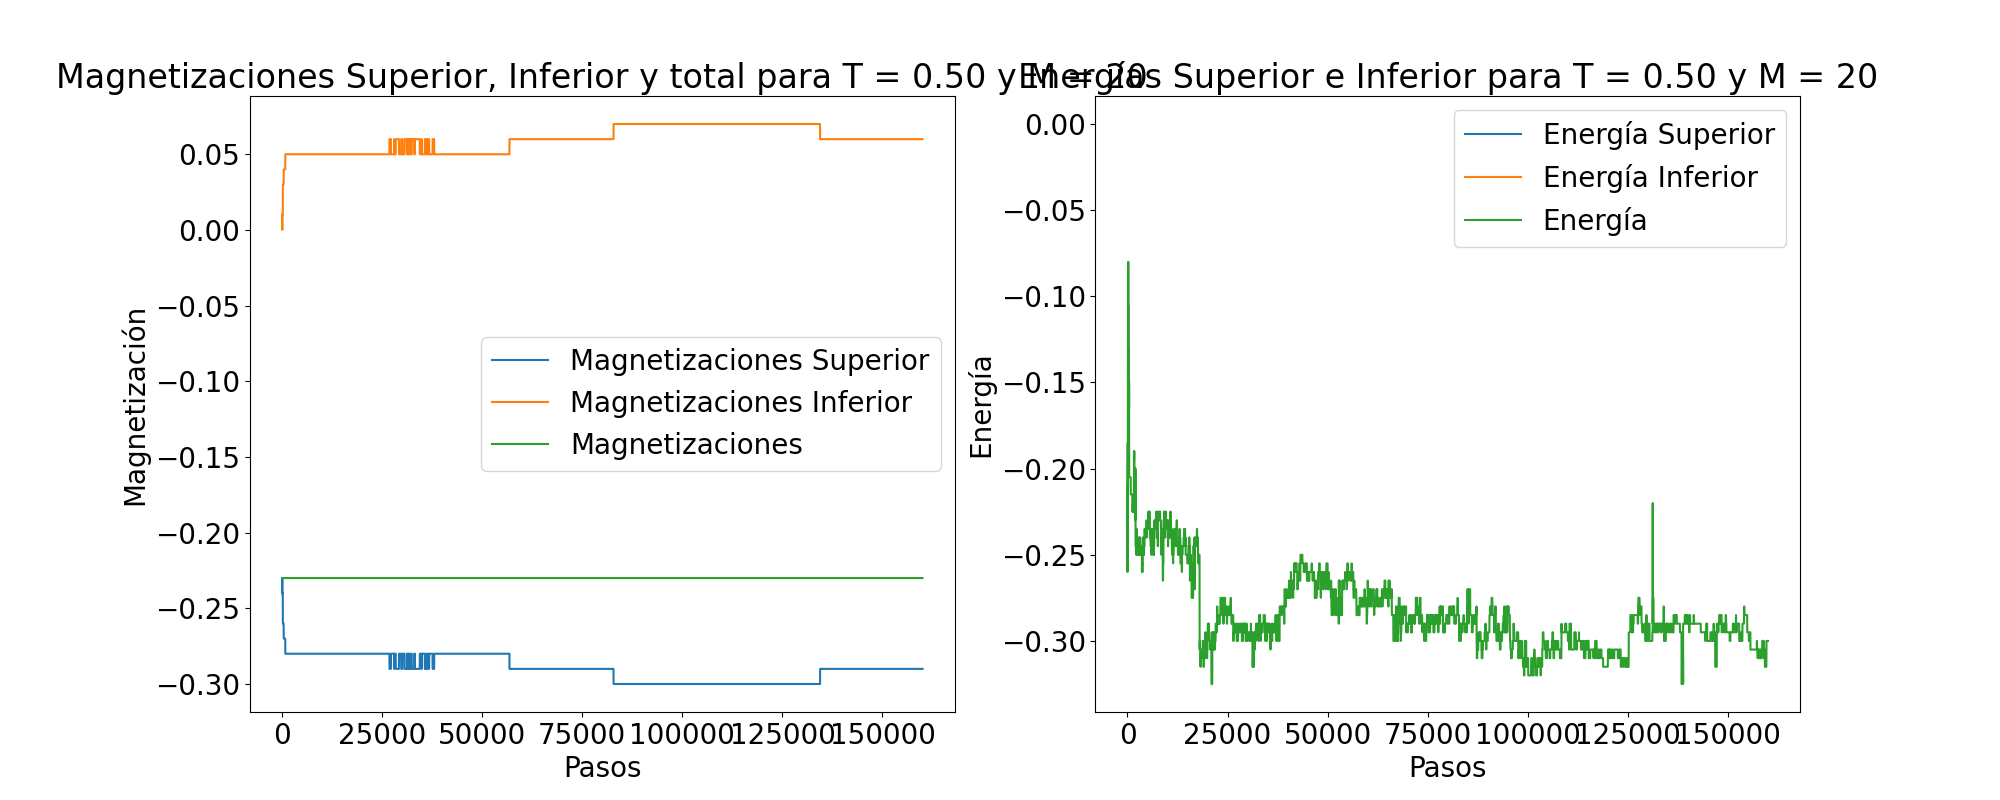 Magnetizaciones Superior, Inferior y total para T = 0.50 y M = 20
Energías Superior e Inferior para T = 0.50 y M = 20
Magnetización
0.05
0.00
−0.05
−0.10
−0.15
−0.20
−0.25
−0.30
Magnetizaciones Superior
Magnetizaciones Inferior
Magnetizaciones
0 25000 50000 75000 100000 125000 150000
Pasos
Energía
0.00
−0.05
−0.10
−0.15
−0.20
−0.25
−0.30
Energía Superior
Energía Inferior
Energía
0 25000 50000 75000 100000 125000 150000
Pasos